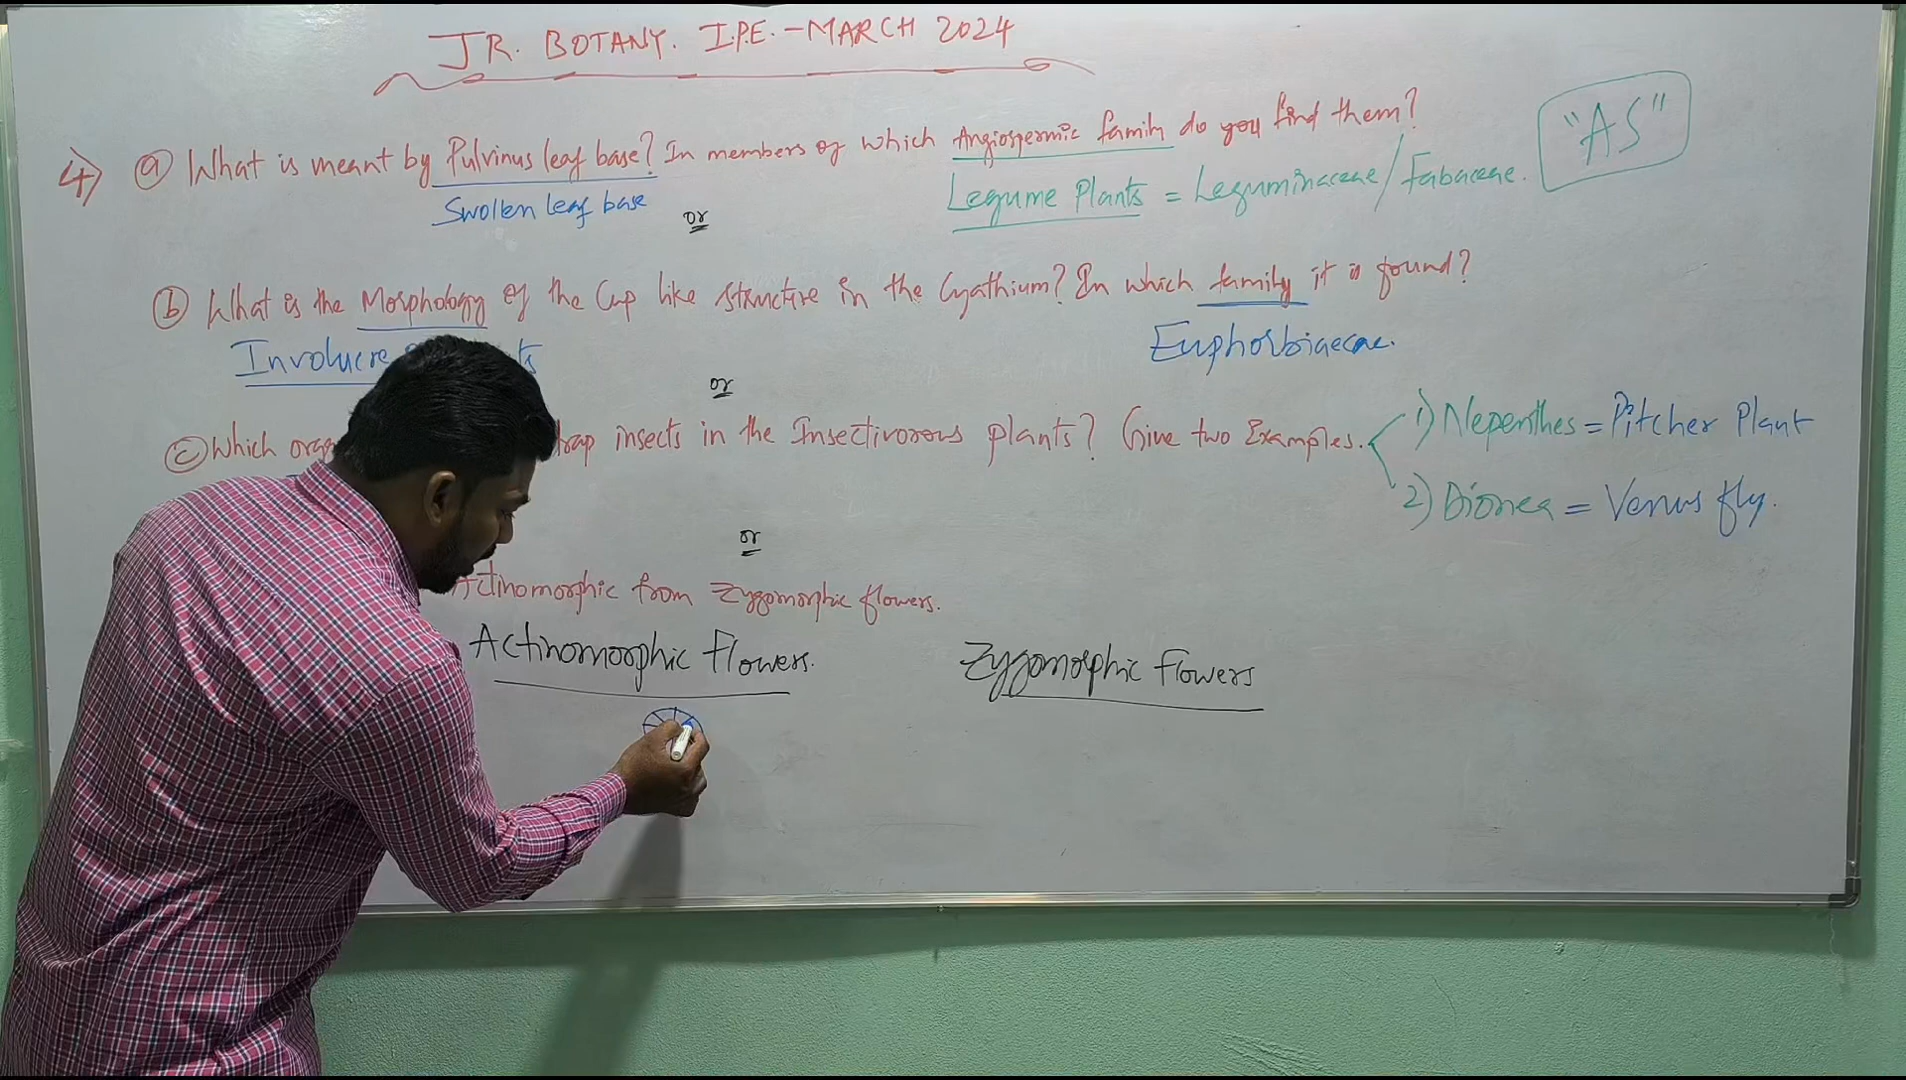 JR. BOTANY. I.P.E. - MARCH 2024
"AS"
4) a What is meant by Pulvinus leaf base? In members of which Angiospermic family do you find them?
Swollen leaf base
Legume Plants = Leguminaceae / Fabaceae.
or
b What is the Morphology of the Cup like structure in the Cyathium? In which family it is found?
Involucre
Euphorbiaecae.
or
c Which trap insects in the Insectivorous plants? Give two Examples.
1) Nepenthes = Pitcher Plant
2) Dionea = Venus fly.
or
Actinomorphic from Zygomorphic flowers.
Actinomorphic Flowers.
Zygomorphic Flowers